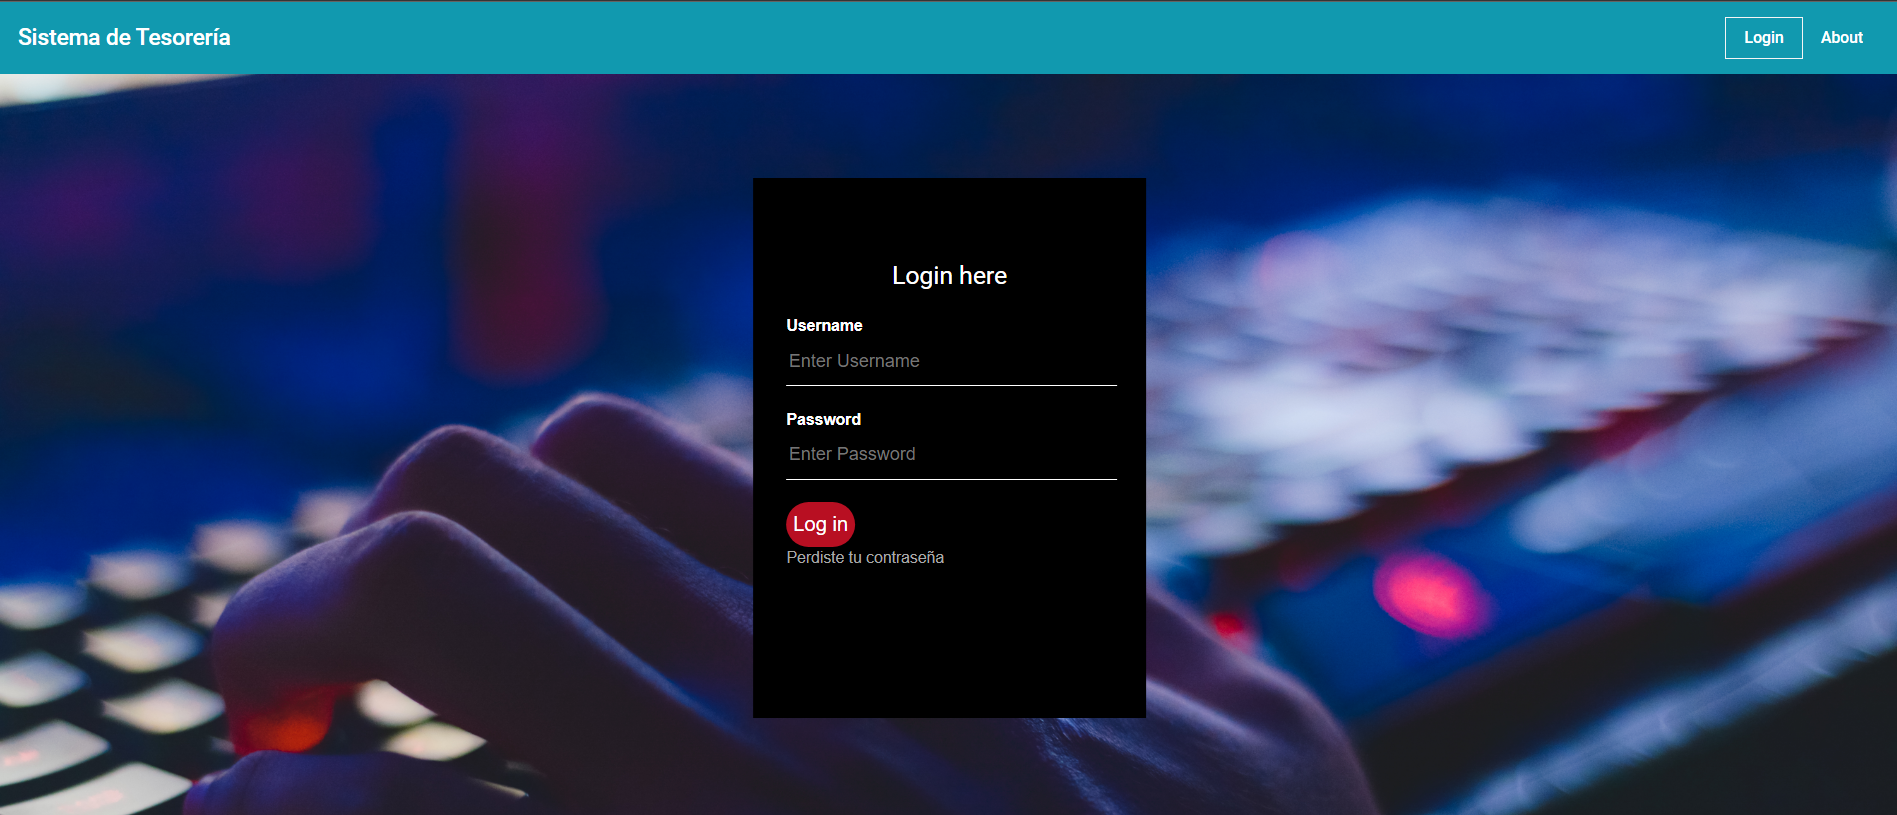 Sistema de Tesorería
Login
About
Login here
Username
Enter Username
Password
Enter Password
Log in
Perdiste tu contraseña